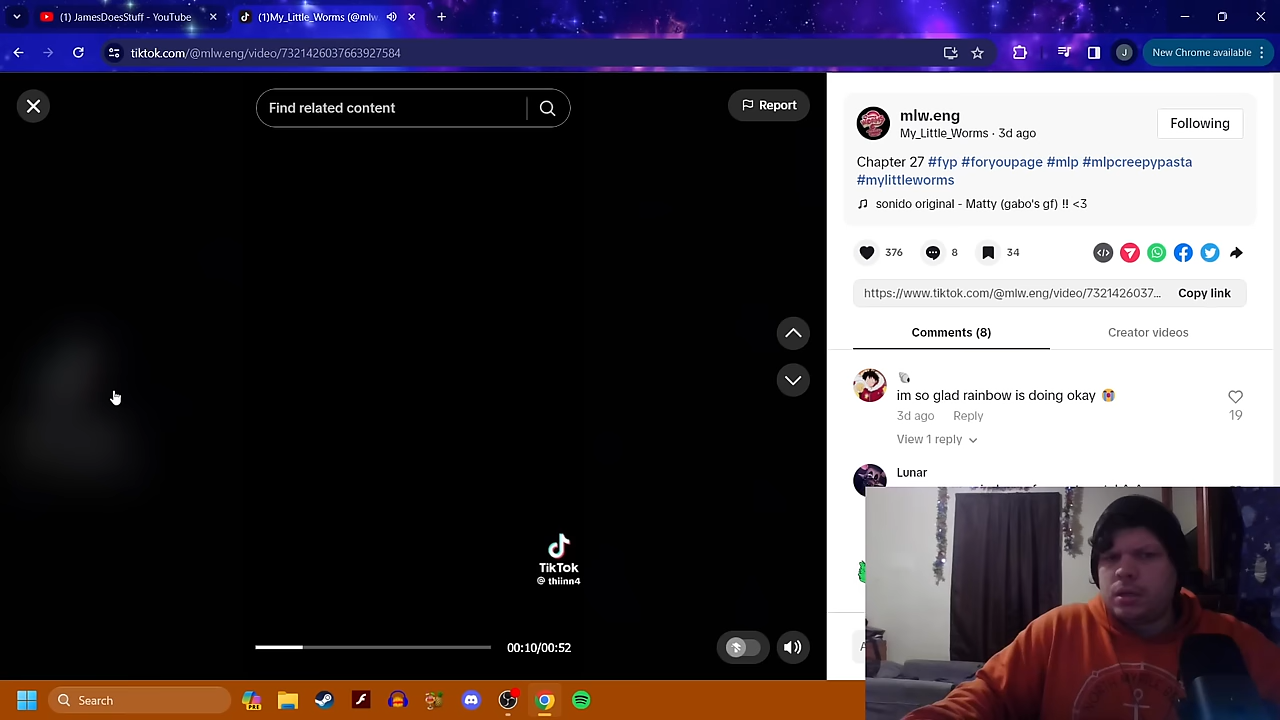 (1) JamesDoesStuff - YouTube
(1)My_Little_Worms (@mlw
tiktok.com/@mlw.eng/video/7321426037663927584
J
New Chrome available
Find related content
Report
mlw.eng
My_Little_Worms · 3d ago
Following
Chapter 27 #fyp #foryoupage #mlp #mlpcreepypasta
#mylittleworms
sonido original - Matty (gabo's gf) !! <3
376
8
34
https://www.tiktok.com/@mlw.eng/video/7321426037...
Copy link
Comments (8)
Creator videos
im so glad rainbow is doing okay 😭
19
3d ago Reply
View 1 reply
Lunar
TikTok
@ thiinn4
00:10/00:52
Search
PRE